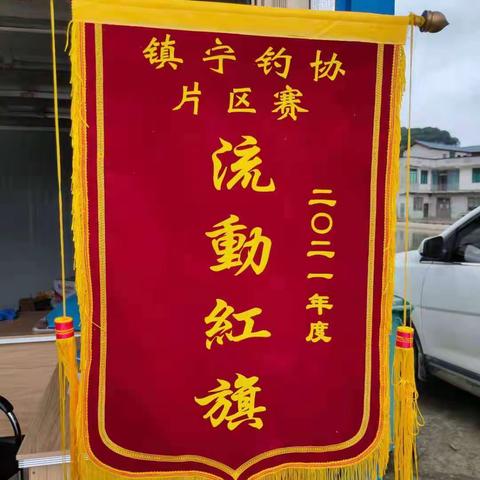 镇宁钓协
片区赛
流動紅旗
二〇二一年度